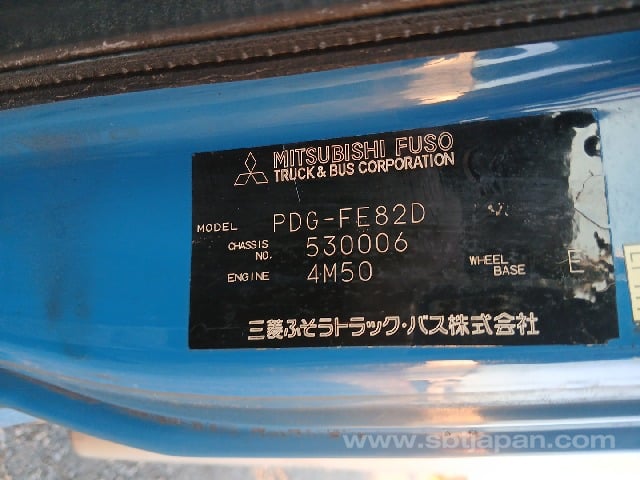 MITSUBISHI FUSO
TRUCK & BUS CORPORATION
MODEL PDG-FE82D
CHASSIS NO. 530006
ENGINE 4M50
WHEEL BASE E
三菱ふそうトラック・バス株式会社
www.sbtjapan.com